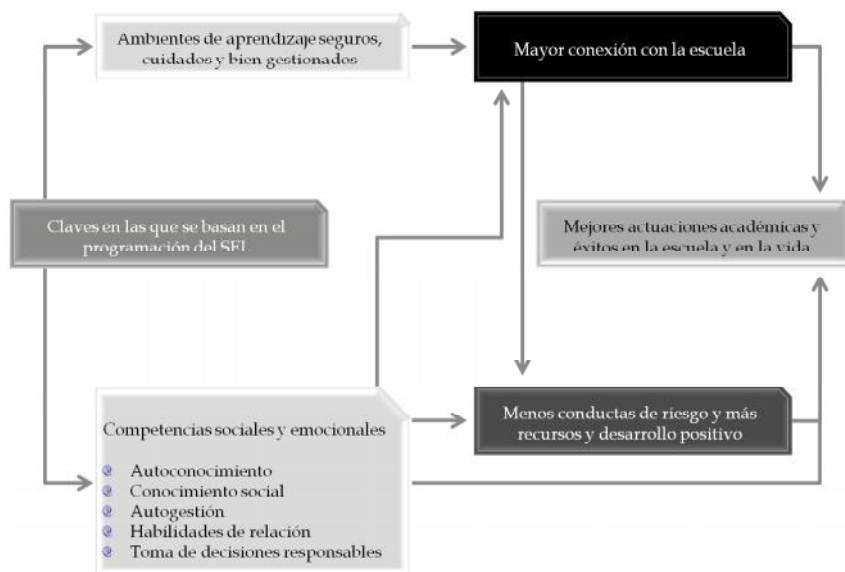 Ambientes de aprendizaje seguros,
cuidados y bien gestionados
Mayor conexión con la escuela
Claves en las que se basan en el
programación del SEL
Mejores actuaciones académicas y
éxitos en la escuela y en la vida
Competencias sociales y emocionales
Autoconocimiento
Conocimiento social
Autogestión
Habilidades de relación
Toma de decisiones responsables
Menos conductas de riesgo y más
recursos y desarrollo positivo